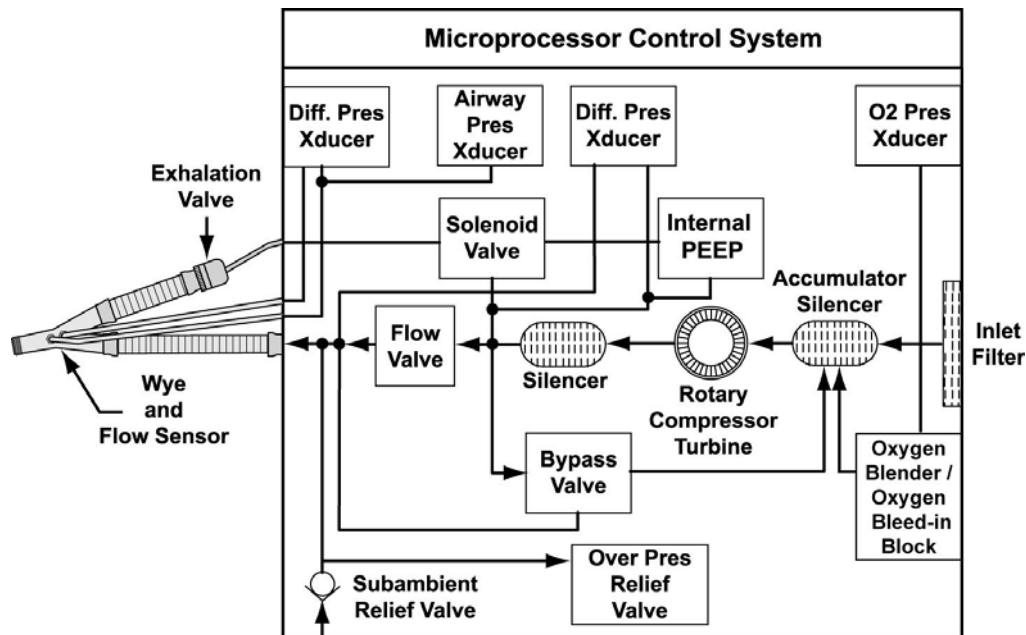 Microprocessor Control System
Diff. Pres
Xducer
Airway
Pres
Xducer
Diff. Pres
Xducer
O2 Pres
Xducer
Exhalation
Valve
Solenoid
Valve
Internal
PEEP
Accumulator
Silencer
Flow
Valve
Silencer
Rotary
Compressor
Turbine
Inlet
Filter
Wye
and
Flow Sensor
Bypass
Valve
Oxygen
Blender /
Oxygen
Bleed-in
Block
Subambient
Relief Valve
Over Pres
Relief
Valve